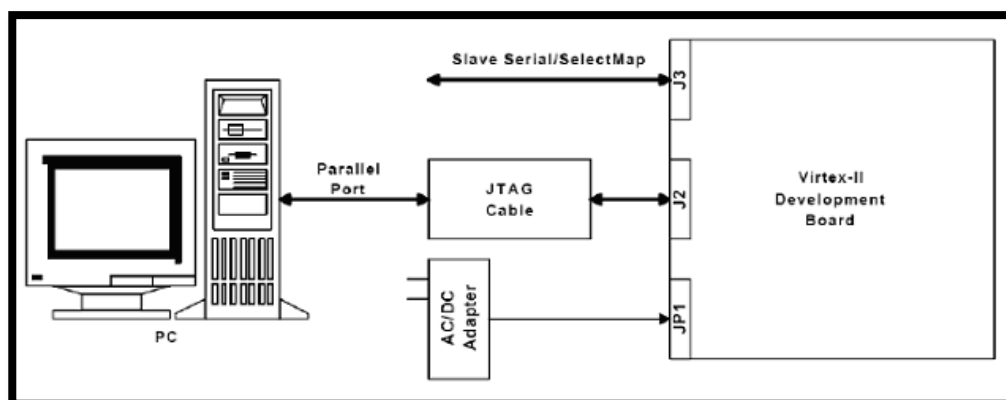 Slave Serial/SelectMap
J3
Parallel
Port
JTAG
Cable
J2
Virtex-II
Development
Board
AC/DC
Adapter
JP1
PC